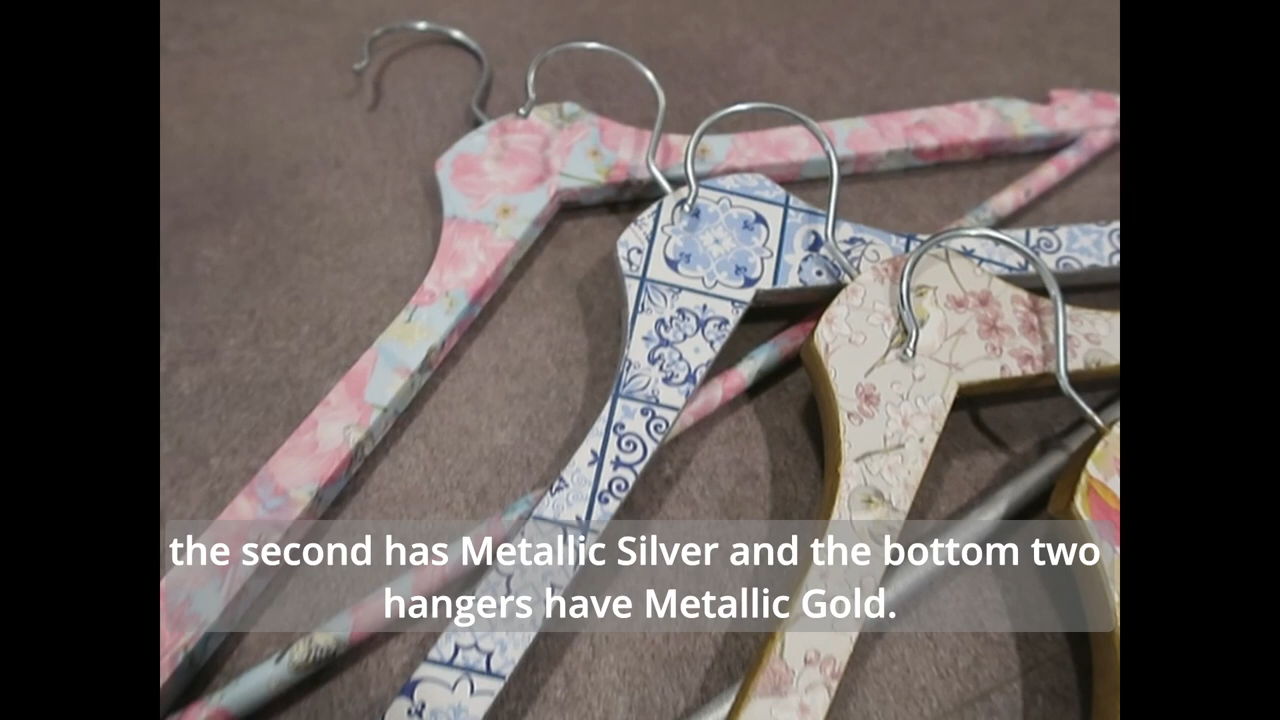 the second has Metallic Silver and the bottom two
hangers have Metallic Gold.